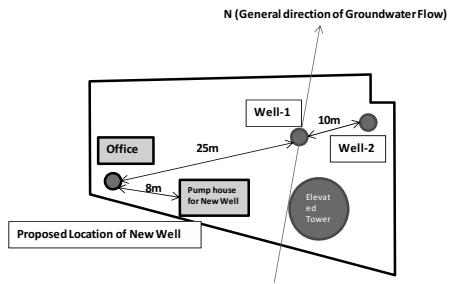 N (General direction of Groundwater Flow)
Well-1
10m
Well-2
25m
Office
8m
Pump house
for New Well
Elevat
ed
Tower
Proposed Location of New Well